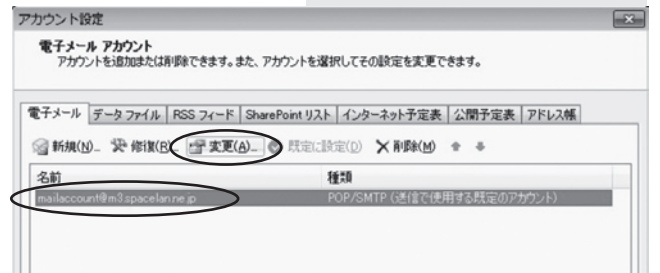 アカウント設定
電子メール アカウント
アカウントを追加または削除できます。また、アカウントを選択してその設定を変更できます。
電子メール データ ファイル RSS フィード SharePoint リスト インターネット予定表 公開予定表 アドレス帳
新規(N)... 修復(R)... 変更(A)... 既定に設定(D) 削除(M)
名前 種類
mailaccount@m3.spacelan.ne.jp POP/SMTP (送信で使用する既定のアカウント)